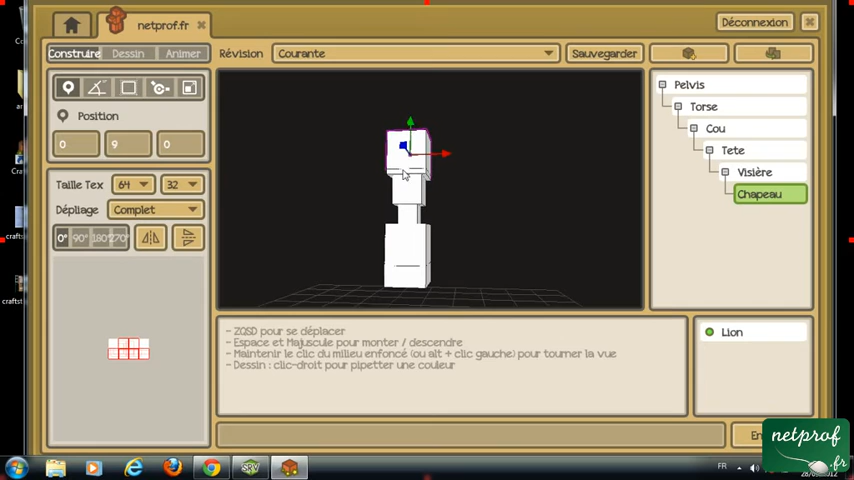 netprof.fr
Déconnexion
Construire
Dessin
Animer
Révision
Courante
Sauvegarder
Position
0
9
0
Taille Tex
64
32
Dépliage
Complet
0°
90°
180°
270°
Pelvis
Torse
Cou
Tete
Visière
Chapeau
- ZQSD pour se déplacer
- Espace et Majuscule pour monter / descendre
- Maintenir le clic du milieu enfoncé (ou alt + clic gauche) pour tourner la vue
- Dessin : clic-droit pour pipetter une couleur
Lion
netprof
.fr
SRV
FR